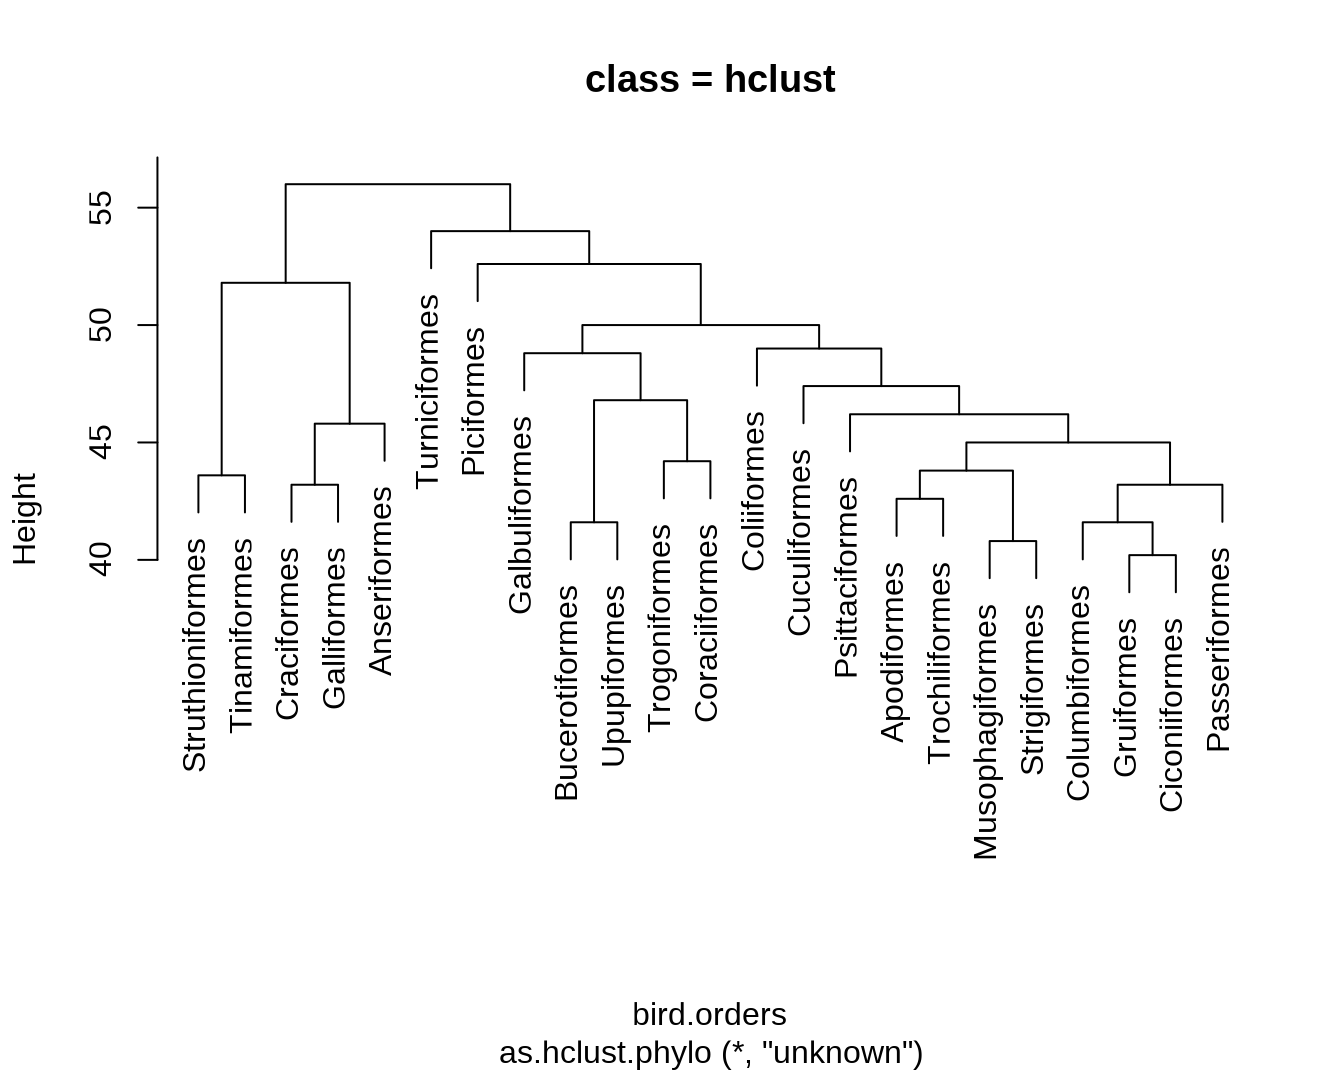 class = hclust
Height
55
50
45
40
Struthioniformes
Tinamiformes
Craciformes
Galliformes
Anseriformes
Turniciformes
Piciformes
Galbuliformes
Bucerotiformes
Upupiformes
Trogoniformes
Coraciiformes
Coliiformes
Cuculiformes
Psittaciformes
Apodiformes
Trochiliformes
Musophagiformes
Strigiformes
Columbiformes
Gruiformes
Ciconiiformes
Passeriformes
bird.orders
as.hclust.phylo (*, "unknown")